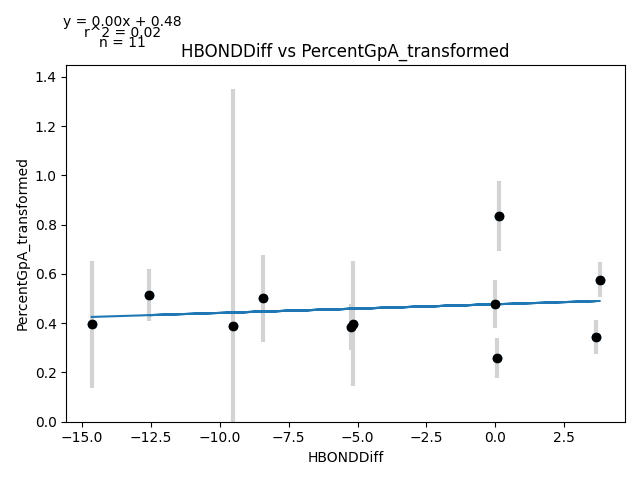 y = 0.00x + 0.48
r^2 = 0.02
n = 11
HBONDDiff vs PercentGpA_transformed
1.4
1.2
1.0
0.8
0.6
0.4
0.2
0.0
PercentGpA_transformed
−15.0 −12.5 −10.0 −7.5 −5.0 −2.5 0.0 2.5
HBONDDiff